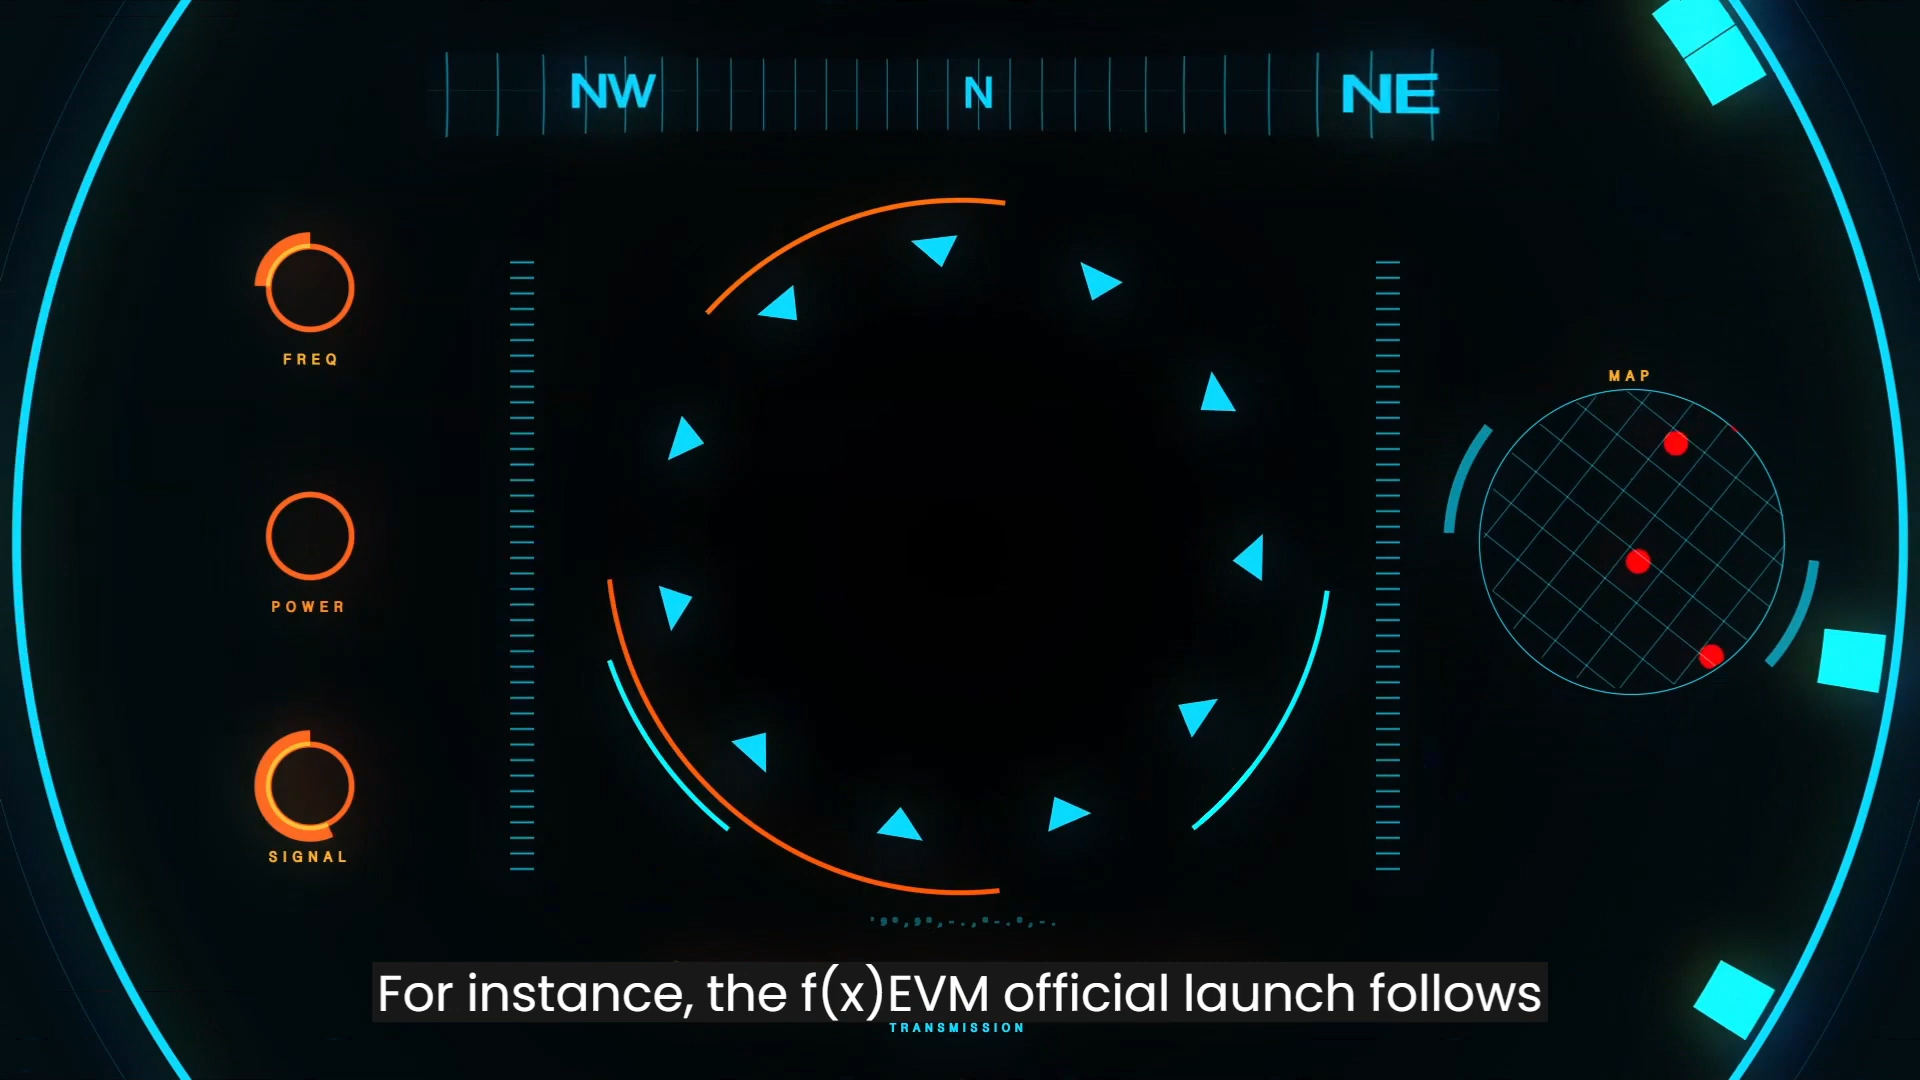 NW N NE
FREQ
MAP
POWER
SIGNAL
For instance, the f(x)EVM official launch follows
TRANSMISSION